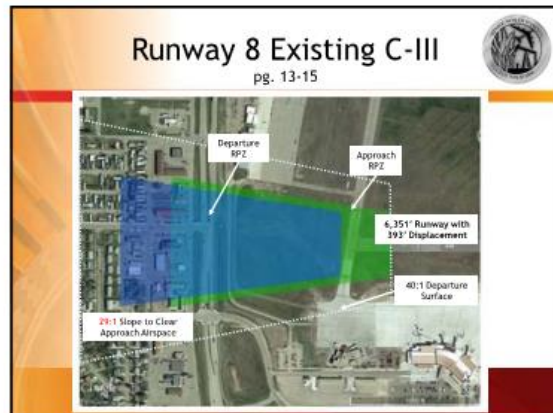 Runway 8 Existing C-III
pg. 13-15
Departure
RPZ
Approach
RPZ
6,351' Runway with
393' Displacement
40:1 Departure
Surface
29:1 Slope to Clear
Approach Airspace